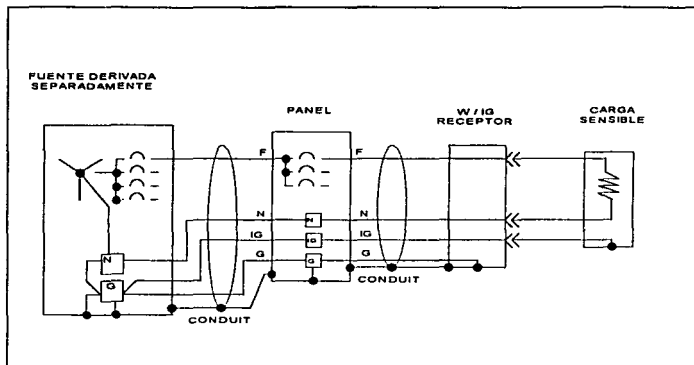 FUENTE DERIVADA
SEPARADAMENTE
PANEL
W/IG
RECEPTOR
CARGA
SENSIBLE
F
F
N
N
N
N
IG
IG
IG
G
G
G
G
CONDUIT
CONDUIT